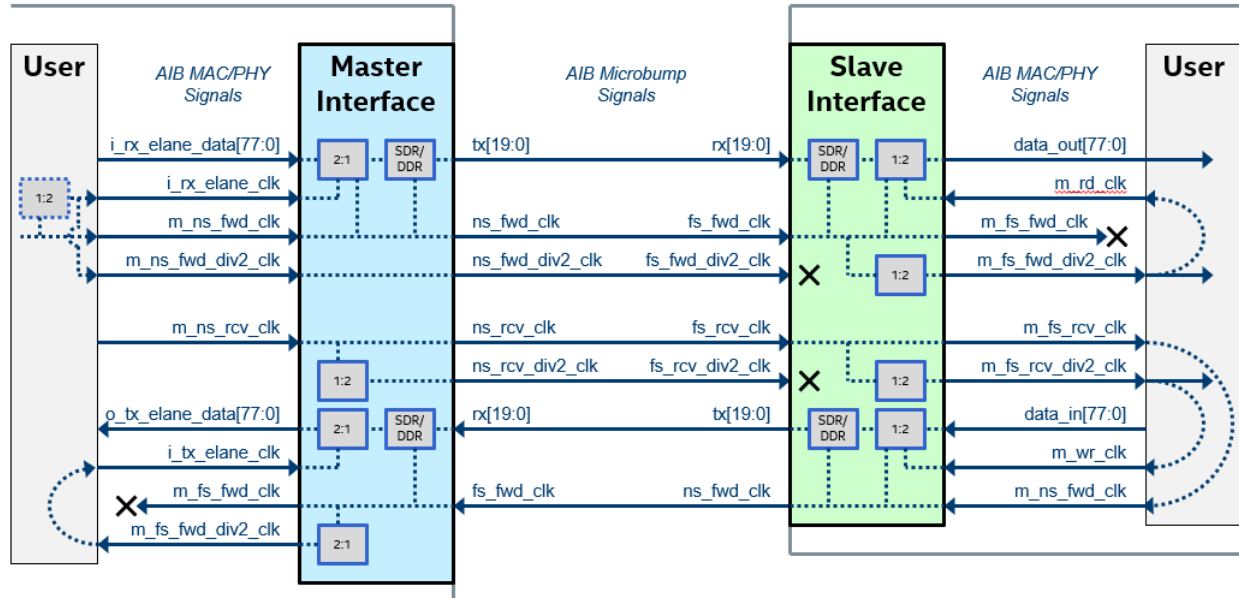 User
AIB MAC/PHY
Signals
Master
Interface
AIB Microbump
Signals
Slave
Interface
AIB MAC/PHY
Signals
User
i_rx_elane_data[77:0]
2:1
SDR/
DDR
tx[19:0]
rx[19:0]
SDR/
DDR
1:2
data_out[77:0]
1:2
i_rx_elane_clk
m_rd_clk
m_ns_fwd_clk
ns_fwd_clk
fs_fwd_clk
m_fs_fwd_clk
m_ns_fwd_div2_clk
ns_fwd_div2_clk
fs_fwd_div2_clk
1:2
m_fs_fwd_div2_clk
m_ns_rcv_clk
ns_rcv_clk
fs_rcv_clk
m_fs_rcv_clk
1:2
ns_rcv_div2_clk
fs_rcv_div2_clk
1:2
m_fs_rcv_div2_clk
o_tx_elane_data[77:0]
2:1
SDR/
DDR
rx[19:0]
tx[19:0]
SDR/
DDR
1:2
data_in[77:0]
i_tx_elane_clk
m_wr_clk
m_fs_fwd_clk
fs_fwd_clk
ns_fwd_clk
m_ns_fwd_clk
m_fs_fwd_div2_clk
2:1